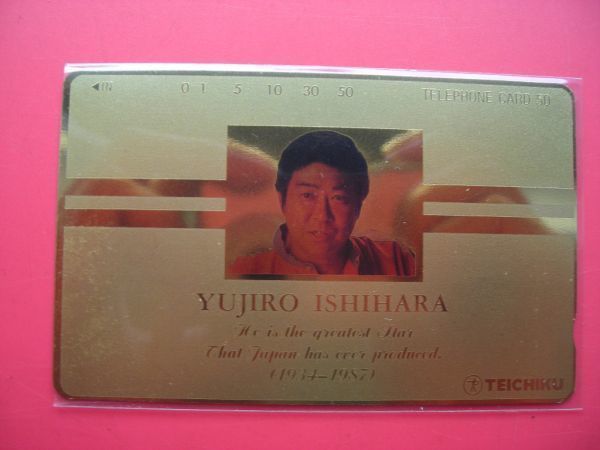 ◀IN 0 1 5 10 30 50 TELEPHONE CARD 50
YUJIRO ISHIHARA
He is the greatest Star
That Japan has ever produced.
(1934–1987)
TEICHIKU